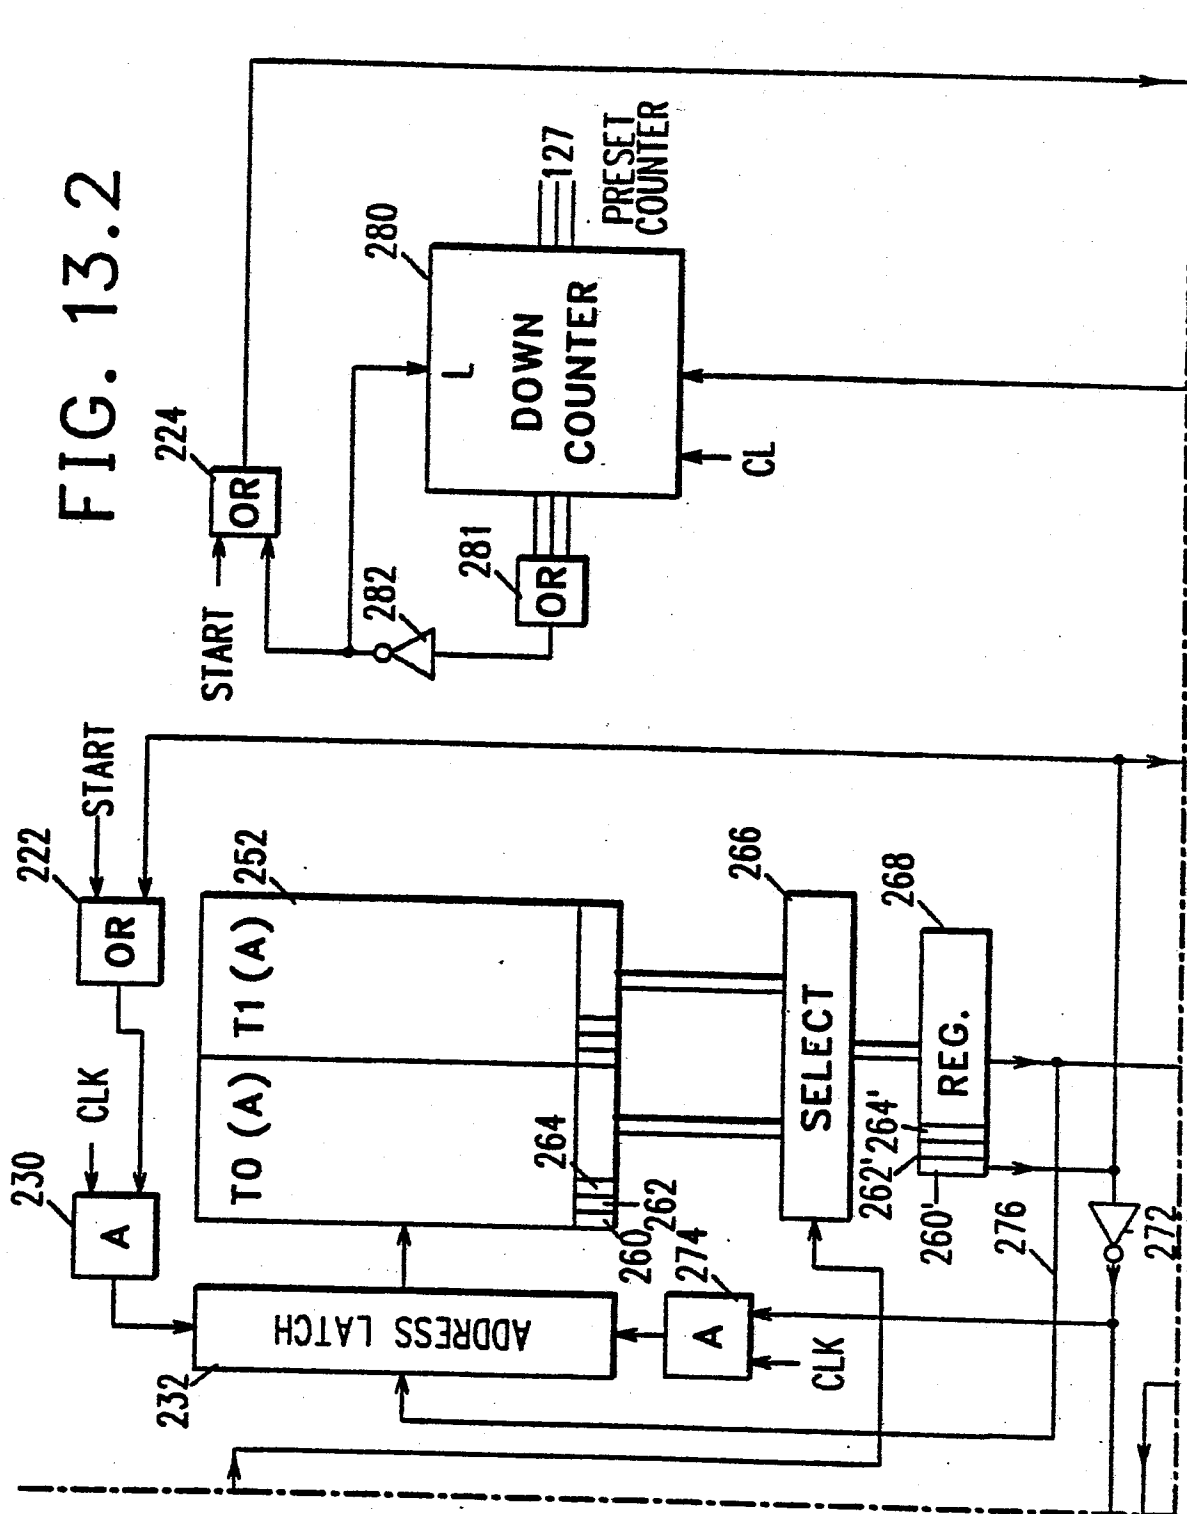 FIG. 13.2
222
START
OR
CLK
230
A
232
ADDRESS LATCH
252
T0 (A)
T1 (A)
260
262
264
274
A
CLK
266
SELECT
268
REG.
260'
262'
264'
276
272
START
224
OR
282
281
OR
280
L
DOWN
COUNTER
CL
127
PRESET
COUNTER